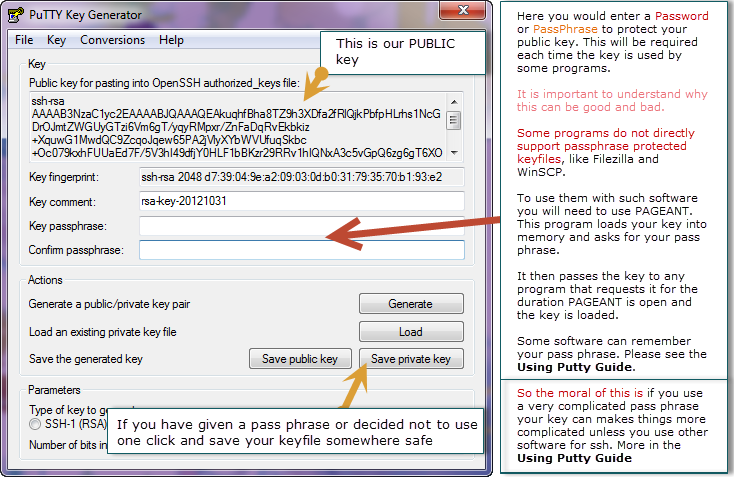 PuTTY Key Generator
File Key Conversions Help
This is our PUBLIC
key
Key
Public key for pasting into OpenSSH authorized_keys file:
ssh-rsa
AAAAB3NzaC1yc2EAAAABJQAAAQEAkuqhfBha8TZ9h3XDfa2fRlQjkPbfpHLrhs1NcG
DrOJmtZWGUyGTzi6Vm6gT/yqyRMpxr/ZnFaDqRvEkbkiz
+XquwG1MwdQC9ZcqoJqew65PA2jVlyXYbWVUfuqSkbc
+Oc079kxhFUUaEd7F/5V3hI49dfjY0HLF1bBKzr29RRv1hIQNxA3c5vGpQ6zg6gT6XO
Key fingerprint: ssh-rsa 2048 d7:39:04:9e:a2:09:03:0d:b0:31:79:35:70:b1:93:e2
Key comment: rsa-key-20121031
Key passphrase:
Confirm passphrase:
Actions
Generate a public/private key pair Generate
Load an existing private key file Load
Save the generated key Save public key Save private key
Parameters
Type of key to ge
SSH-1 (RSA)
Number of bits in
If you have given a pass phrase or decided not to use
one click and save your keyfile somewhere safe
Here you would enter a Password
or PassPhrase to protect your
public key. This will be required
each time the key is used by
some programs.
It is important to understand why
this can be good and bad.
Some programs do not directly
support passphrase protected
keyfiles, like Filezilla and
WinSCP.
To use them with such software
you will need to use PAGEANT.
This program loads your key into
memory and asks for your pass
phrase.
It then passes the key to any
program that requests it for the
duration PAGEANT is open and
the key is loaded.
Some software can remember
your pass phrase. Please see the
Using Putty Guide.
So the moral of this is if you use
a very complicated pass phrase
your key can makes things more
complicated unless you use other
software for ssh. More in the
Using Putty Guide